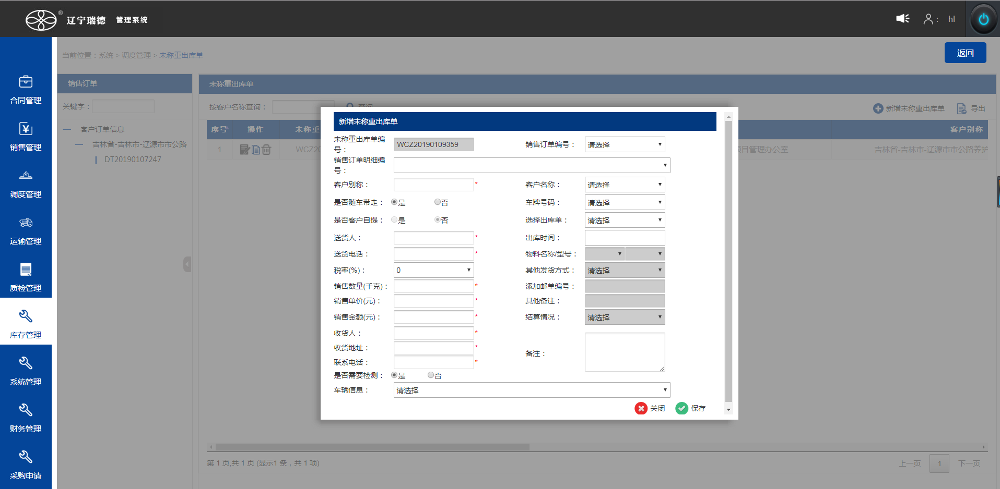 ® 辽宁瑞德 管理系统
: hl
当前位置：系统 > 调度管理 > 未称重出库单
返回
合同管理
销售管理
调度管理
运输管理
质检管理
库存管理
系统管理
财务管理
采购申请
销售订单
关键字：
客户订单信息
吉林省-吉林市-辽源市市公路
DT20190107247
未称重出库单
按客户名称查询： 查询
新增未称重出库单 导出
序号 操作 未称重 客户别称
1 WCZ20 项目管理办公室 吉林省-吉林市-辽源市市公路养护
新增未称重出库单
未称重出库单编号： WCZ20190109359 销售订单编号： 请选择
销售订单明细编号：
客户别称： * 客户名称： 请选择
是否随车带走： 是 否 车牌号码： 请选择
是否客户自提： 是 否 选择出库单： 请选择
送货人： * 出库时间：
送货电话： * 物料名称/型号：
税率(%)： 0 其他发货方式： 请选择
销售数量(千克)： * 添加邮单编号：
销售单价(元)： * 其他备注：
销售金额(元)： * 结算情况： 请选择
收货人： *
收货地址： * 备注：
联系电话： *
是否需要检测： 是 否
车辆信息： 请选择
关闭 保存
第 1 页,共 1 页 (显示1 条，共 1 项)
上一页 1 下一页